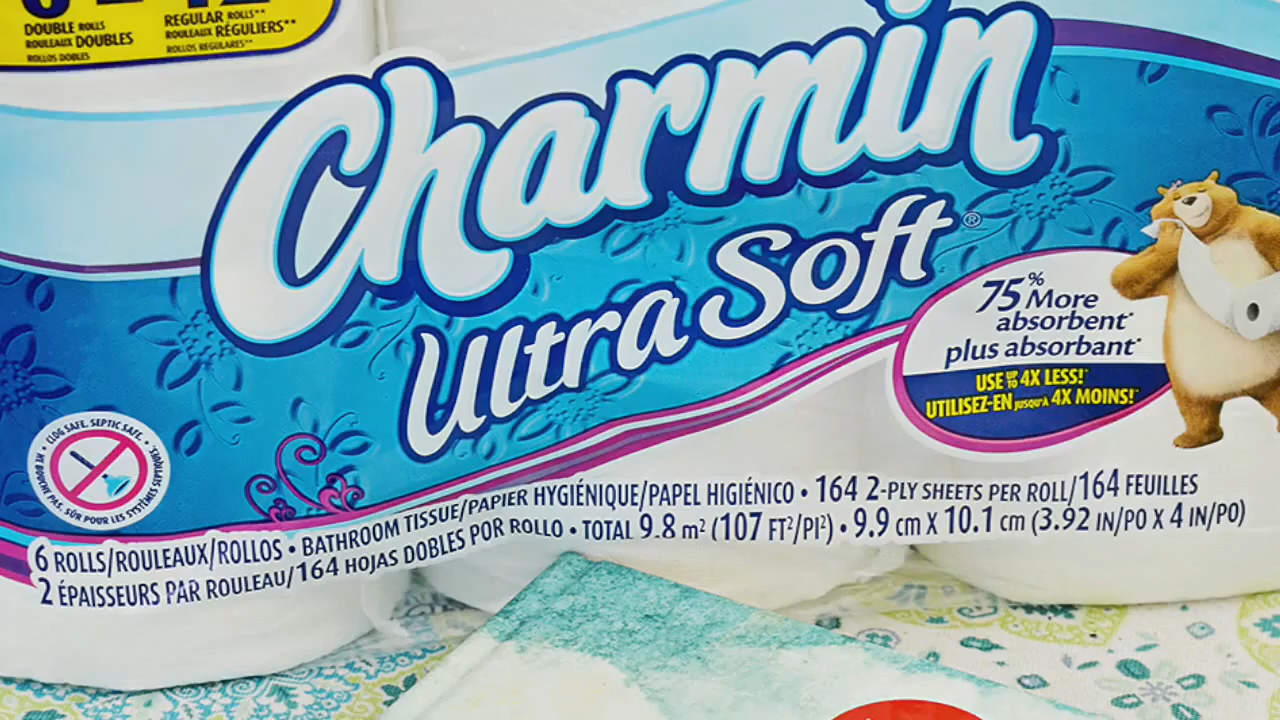 DOUBLE ROLLS
ROULEAUX DOUBLES
ROLLOS DOBLES
REGULAR ROLLS**
ROULEAUX RÉGULIERS**
ROLLOS REGULARES**
Charmin
Ultra Soft®
75% More
absorbent*
plus absorbant*
USE UP TO 4X LESS!*
UTILISEZ-EN JUSQU'À 4X MOINS!*
• CLOG SAFE. SEPTIC SAFE. •
NE BOUCHE PAS. SÛR POUR LES SYSTÈMES SEPTIQUES.
6 ROLLS/ROULEAUX/ROLLOS • BATHROOM TISSUE/PAPIER HYGIÉNIQUE/PAPEL HIGIÉNICO • 164 2-PLY SHEETS PER ROLL/164 FEUILLES
2 ÉPAISSEURS PAR ROULEAU/164 HOJAS DOBLES POR ROLLO • TOTAL 9.8 m² (107 FT²/PI²) • 9.9 cm X 10.1 cm (3.92 IN/PO X 4 IN/PO)